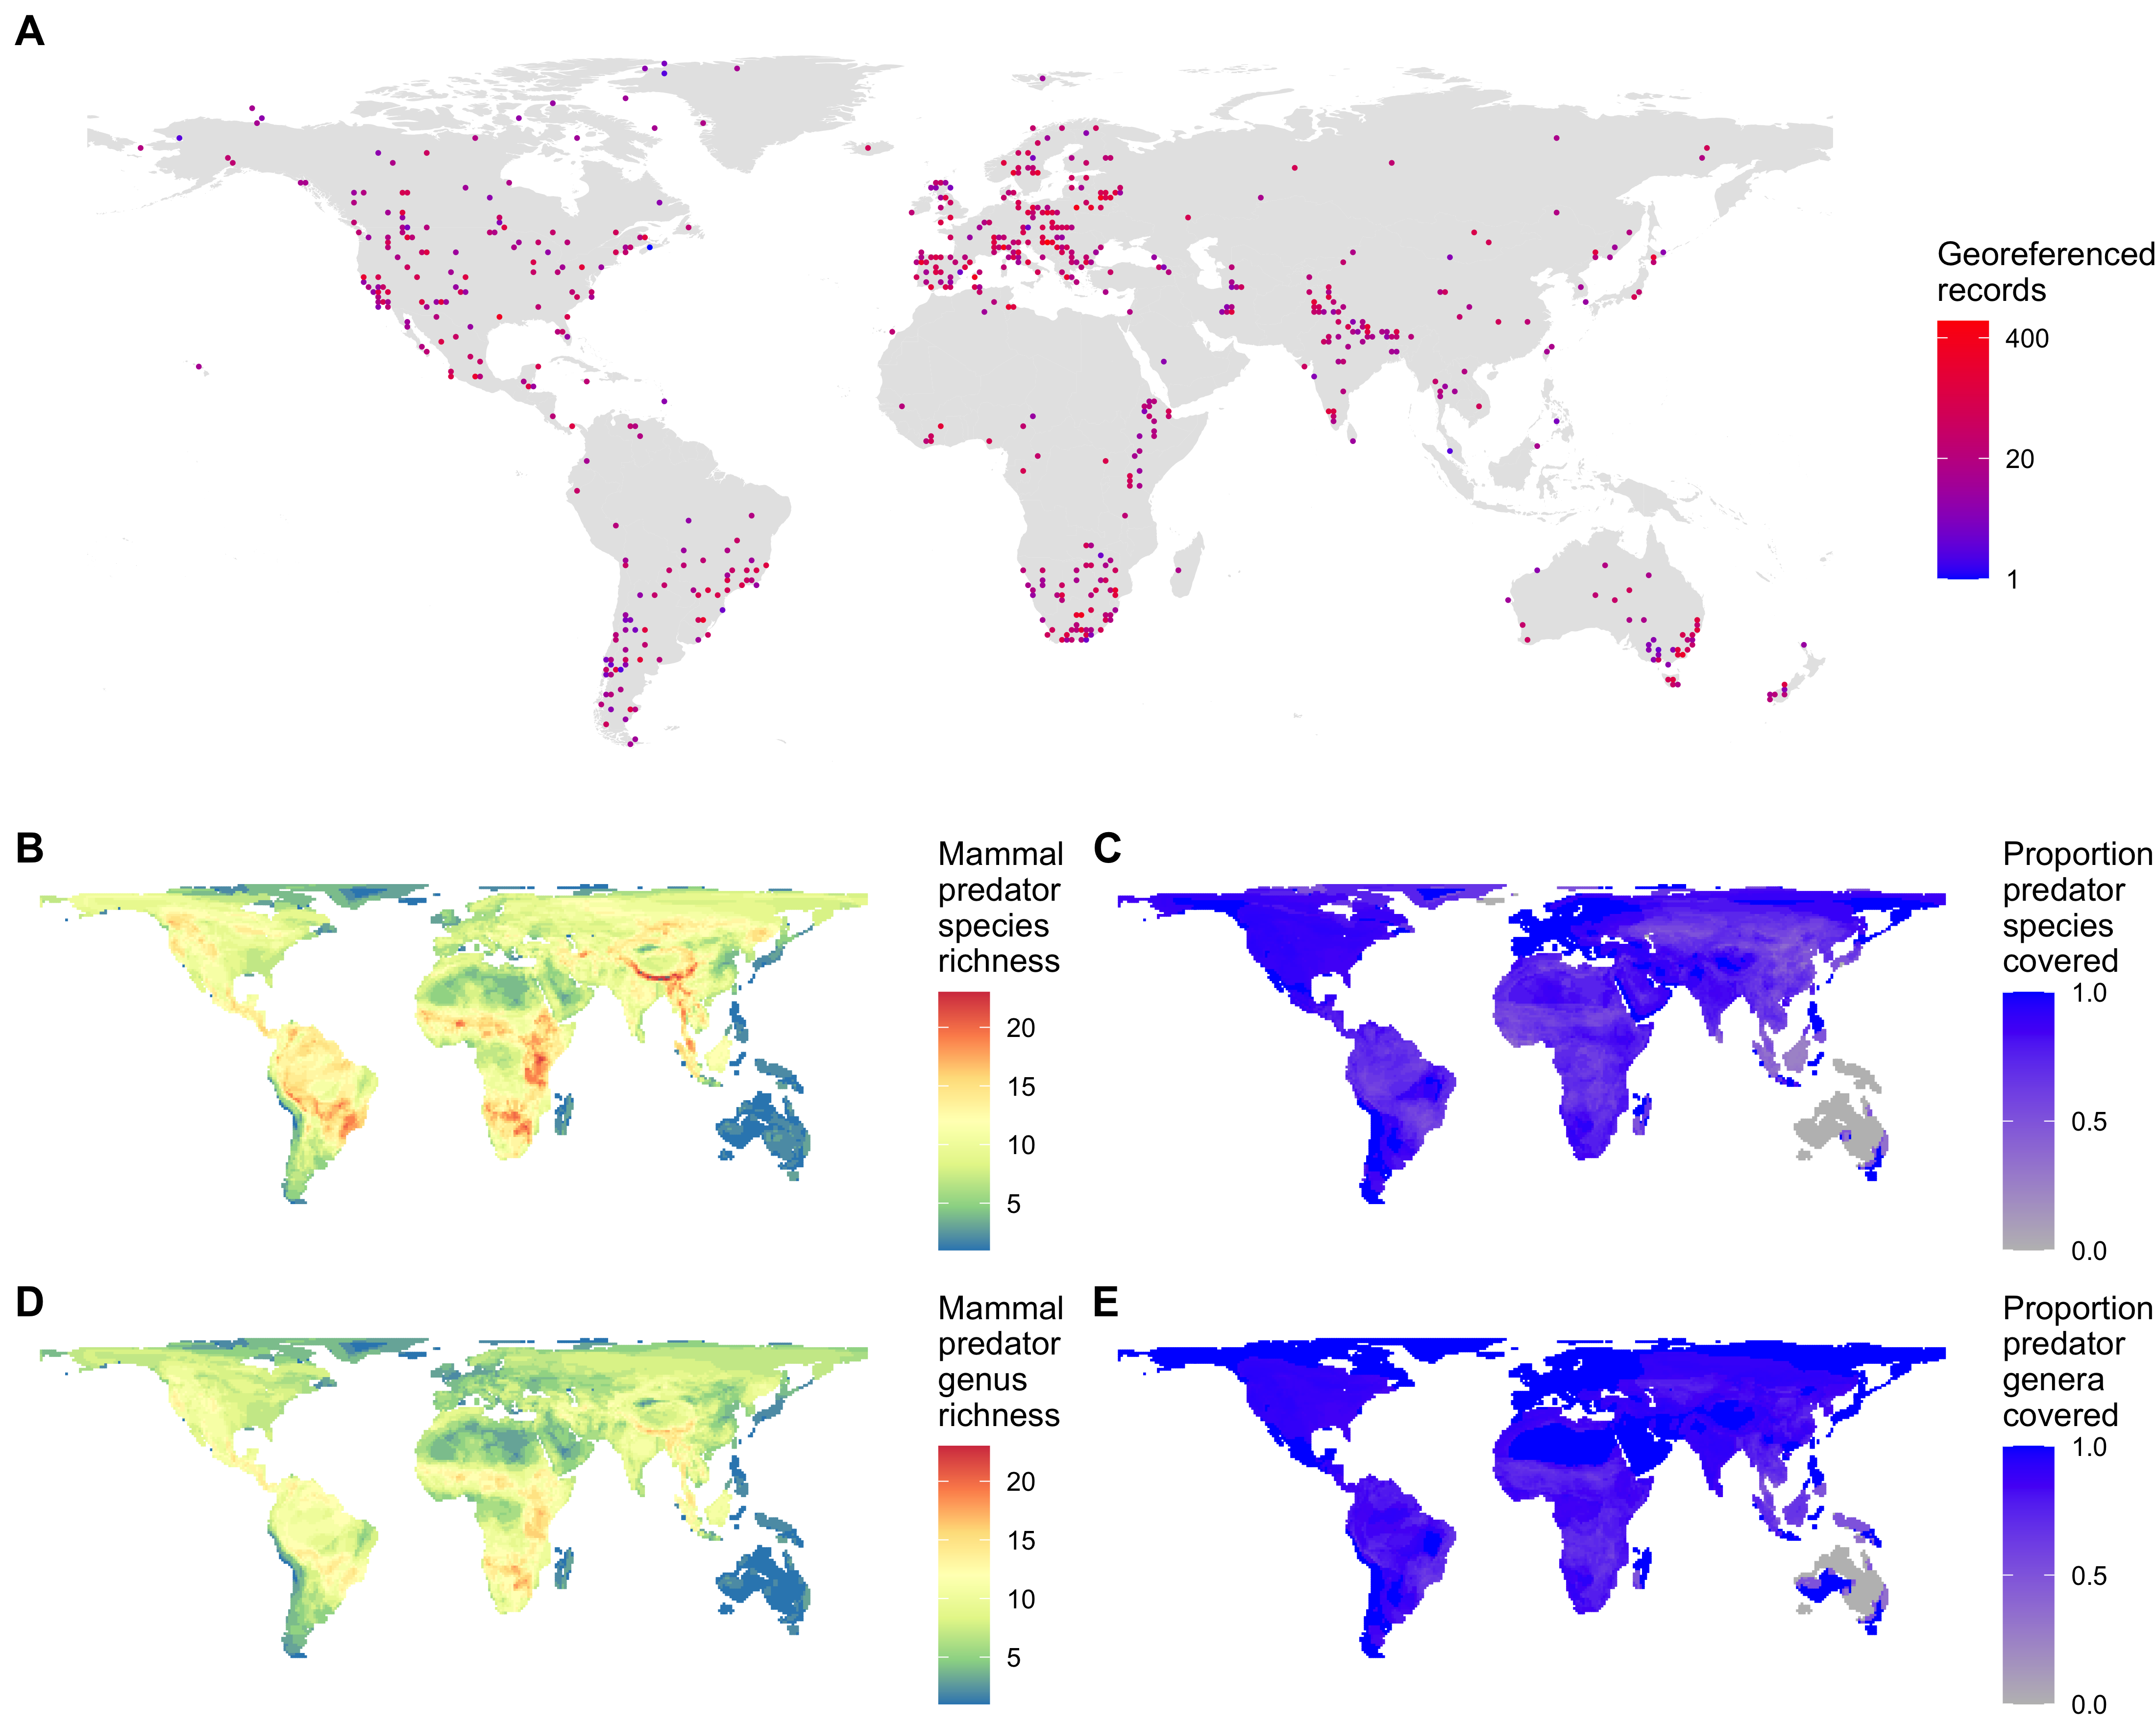 A
Georeferenced
records
400
20
1
B
Mammal
predator
species
richness
20
15
10
5
C
Proportion
predator
species
covered
1.0
0.5
0.0
D
Mammal
predator
genus
richness
20
15
10
5
E
Proportion
predator
genera
covered
1.0
0.5
0.0